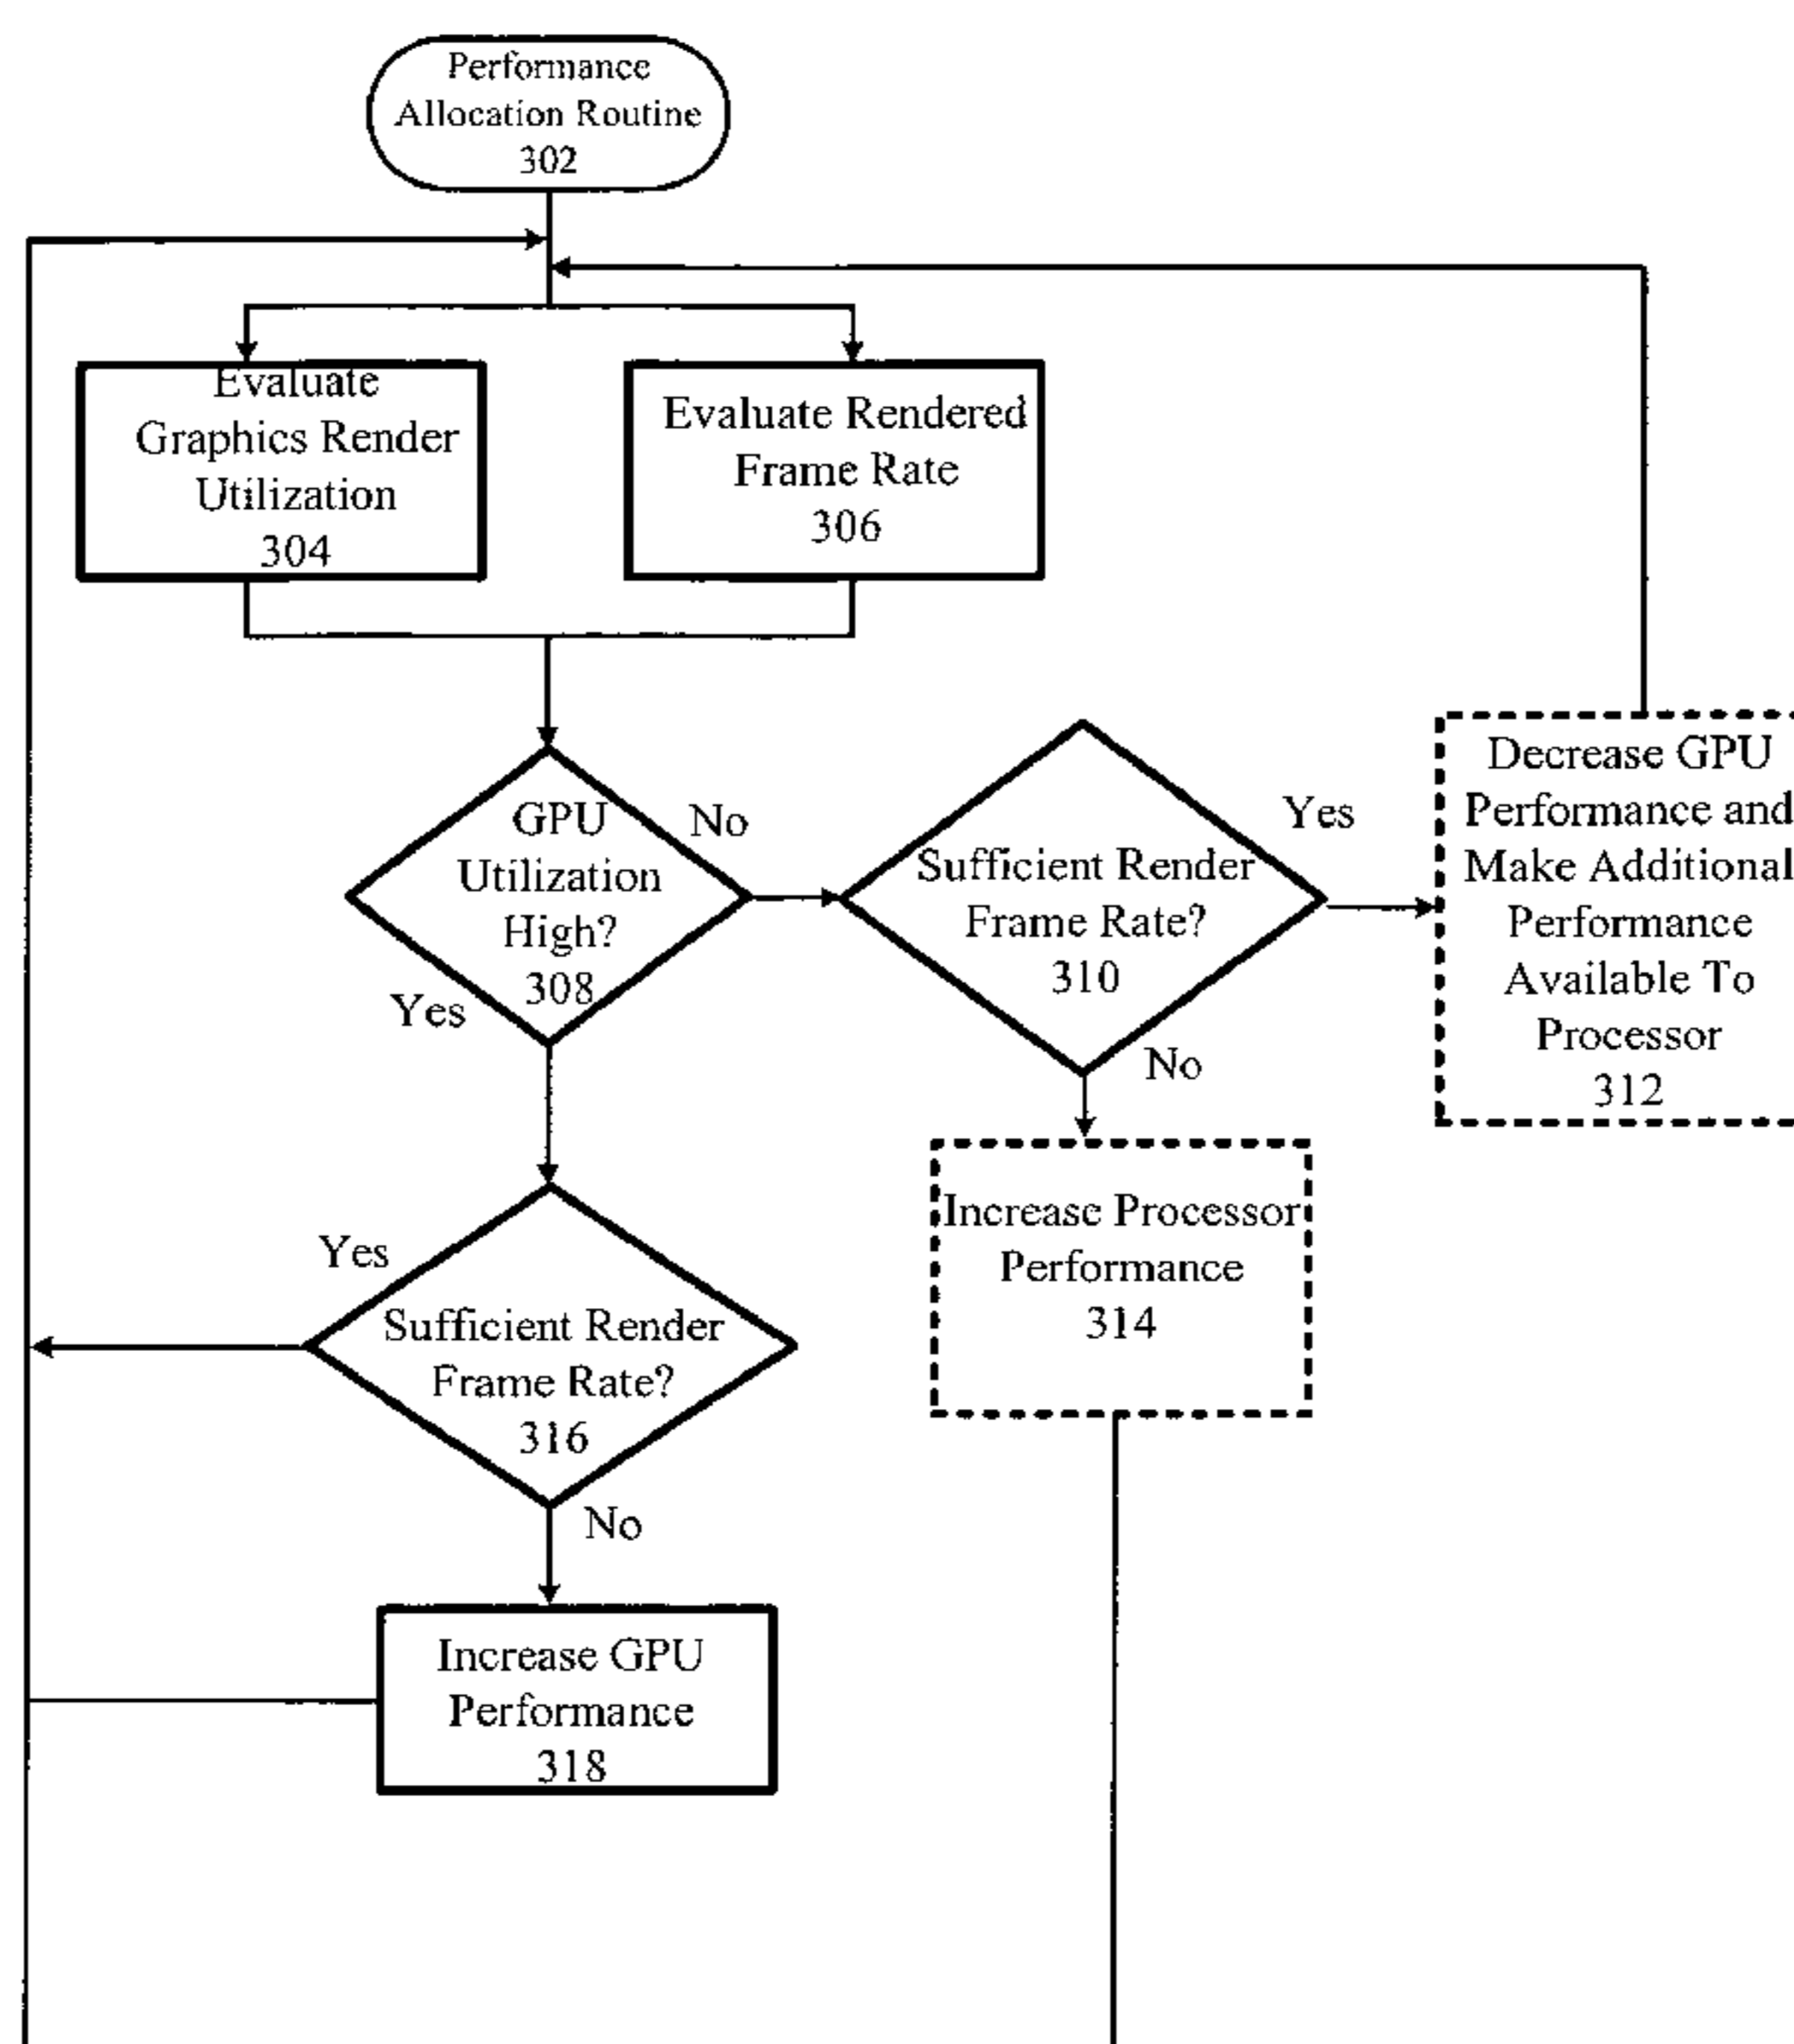 Performance
Allocation Routine
302
Evaluate
Graphics Render
Utilization
304
Evaluate Rendered
Frame Rate
306
GPU
Utilization
High?
308
No
Yes
Sufficient Render
Frame Rate?
310
Yes
No
Decrease GPU
Performance and
Make Additional
Performance
Available To
Processor
312
Increase Processor
Performance
314
Yes
Sufficient Render
Frame Rate?
316
No
Increase GPU
Performance
318